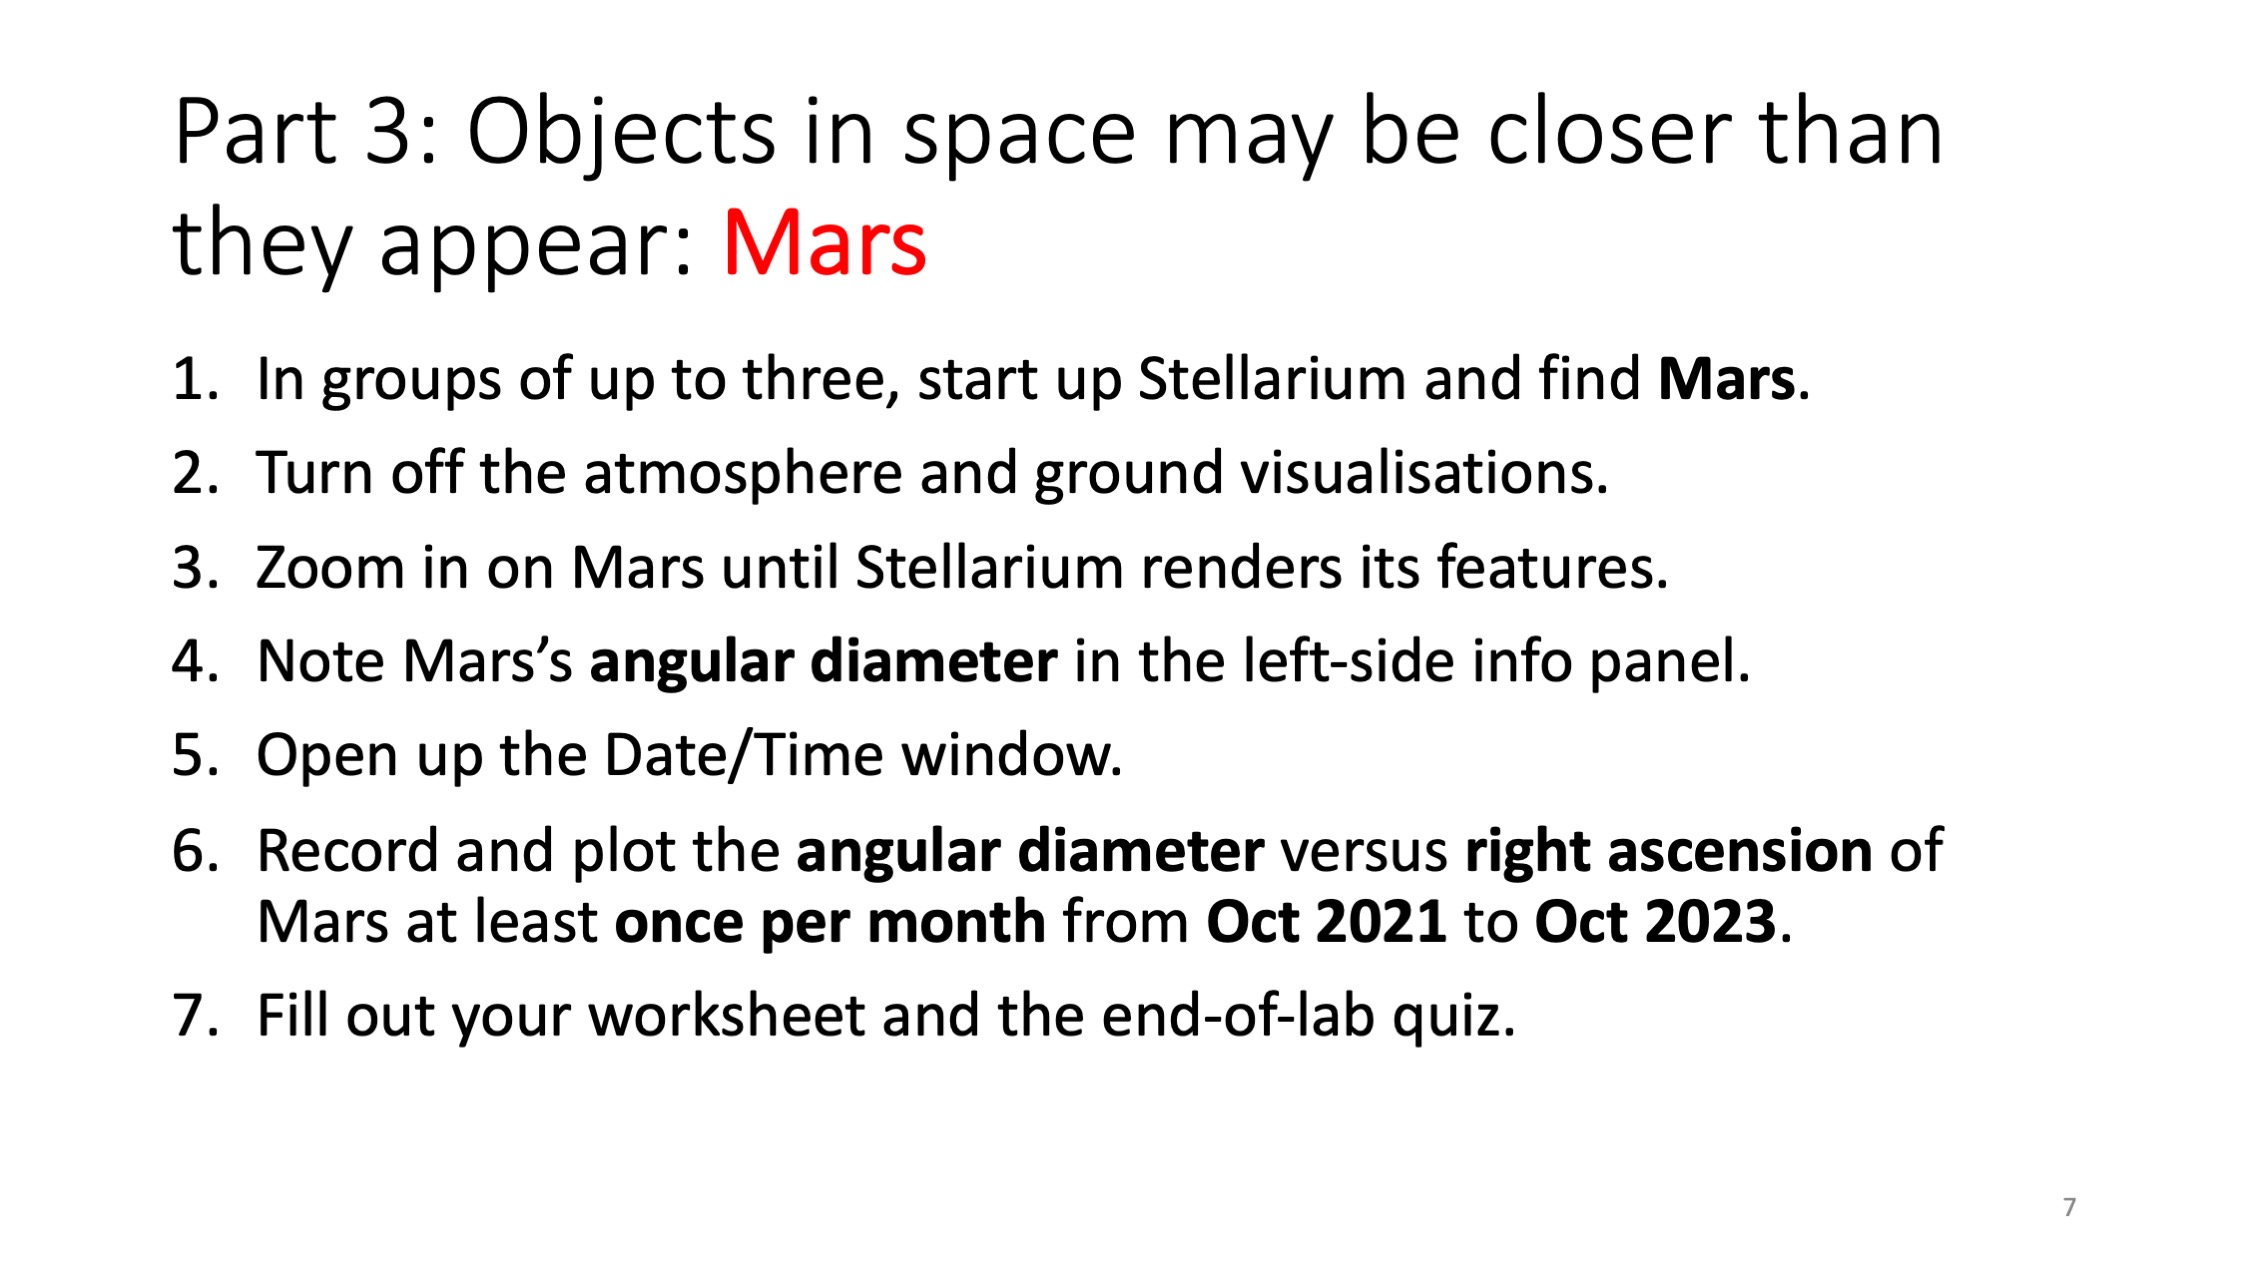 Part 3: Objects in space may be closer than
they appear: Mars
1. In groups of up to three, start up Stellarium and find Mars.
2. Turn off the atmosphere and ground visualisations.
3. Zoom in on Mars until Stellarium renders its features.
4. Note Mars’s angular diameter in the left-side info panel.
5. Open up the Date/Time window.
6. Record and plot the angular diameter versus right ascension of
Mars at least once per month from Oct 2021 to Oct 2023.
7. Fill out your worksheet and the end-of-lab quiz.
7